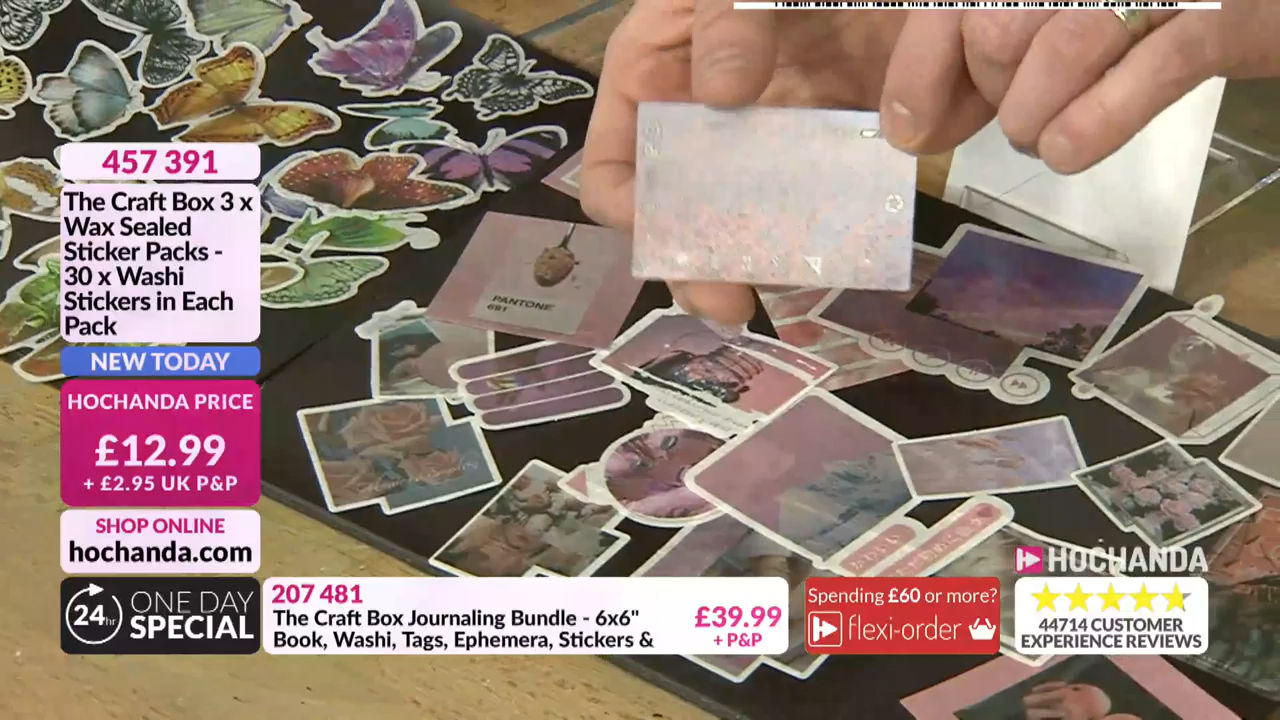 457 391
The Craft Box 3 x
Wax Sealed
Sticker Packs -
30 x Washi
Stickers in Each
Pack
NEW TODAY
HOCHANDA PRICE
£12.99
+ £2.95 UK P&P
SHOP ONLINE
hochanda.com
24hr
ONE DAY
SPECIAL
207 481
The Craft Box Journaling Bundle - 6x6"
Book, Washi, Tags, Ephemera, Stickers &
£39.99
+ P&P
Spending £60 or more?
flexi-order
HOCHANDA
44714 CUSTOMER
EXPERIENCE REVIEWS
PANTONE
691